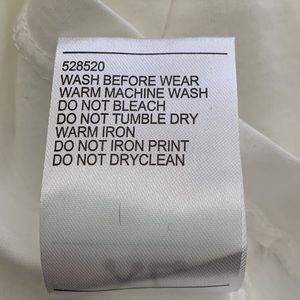 528520
WASH BEFORE WEAR
WARM MACHINE WASH
DO NOT BLEACH
DO NOT TUMBLE DRY
WARM IRON
DO NOT IRON PRINT
DO NOT DRYCLEAN